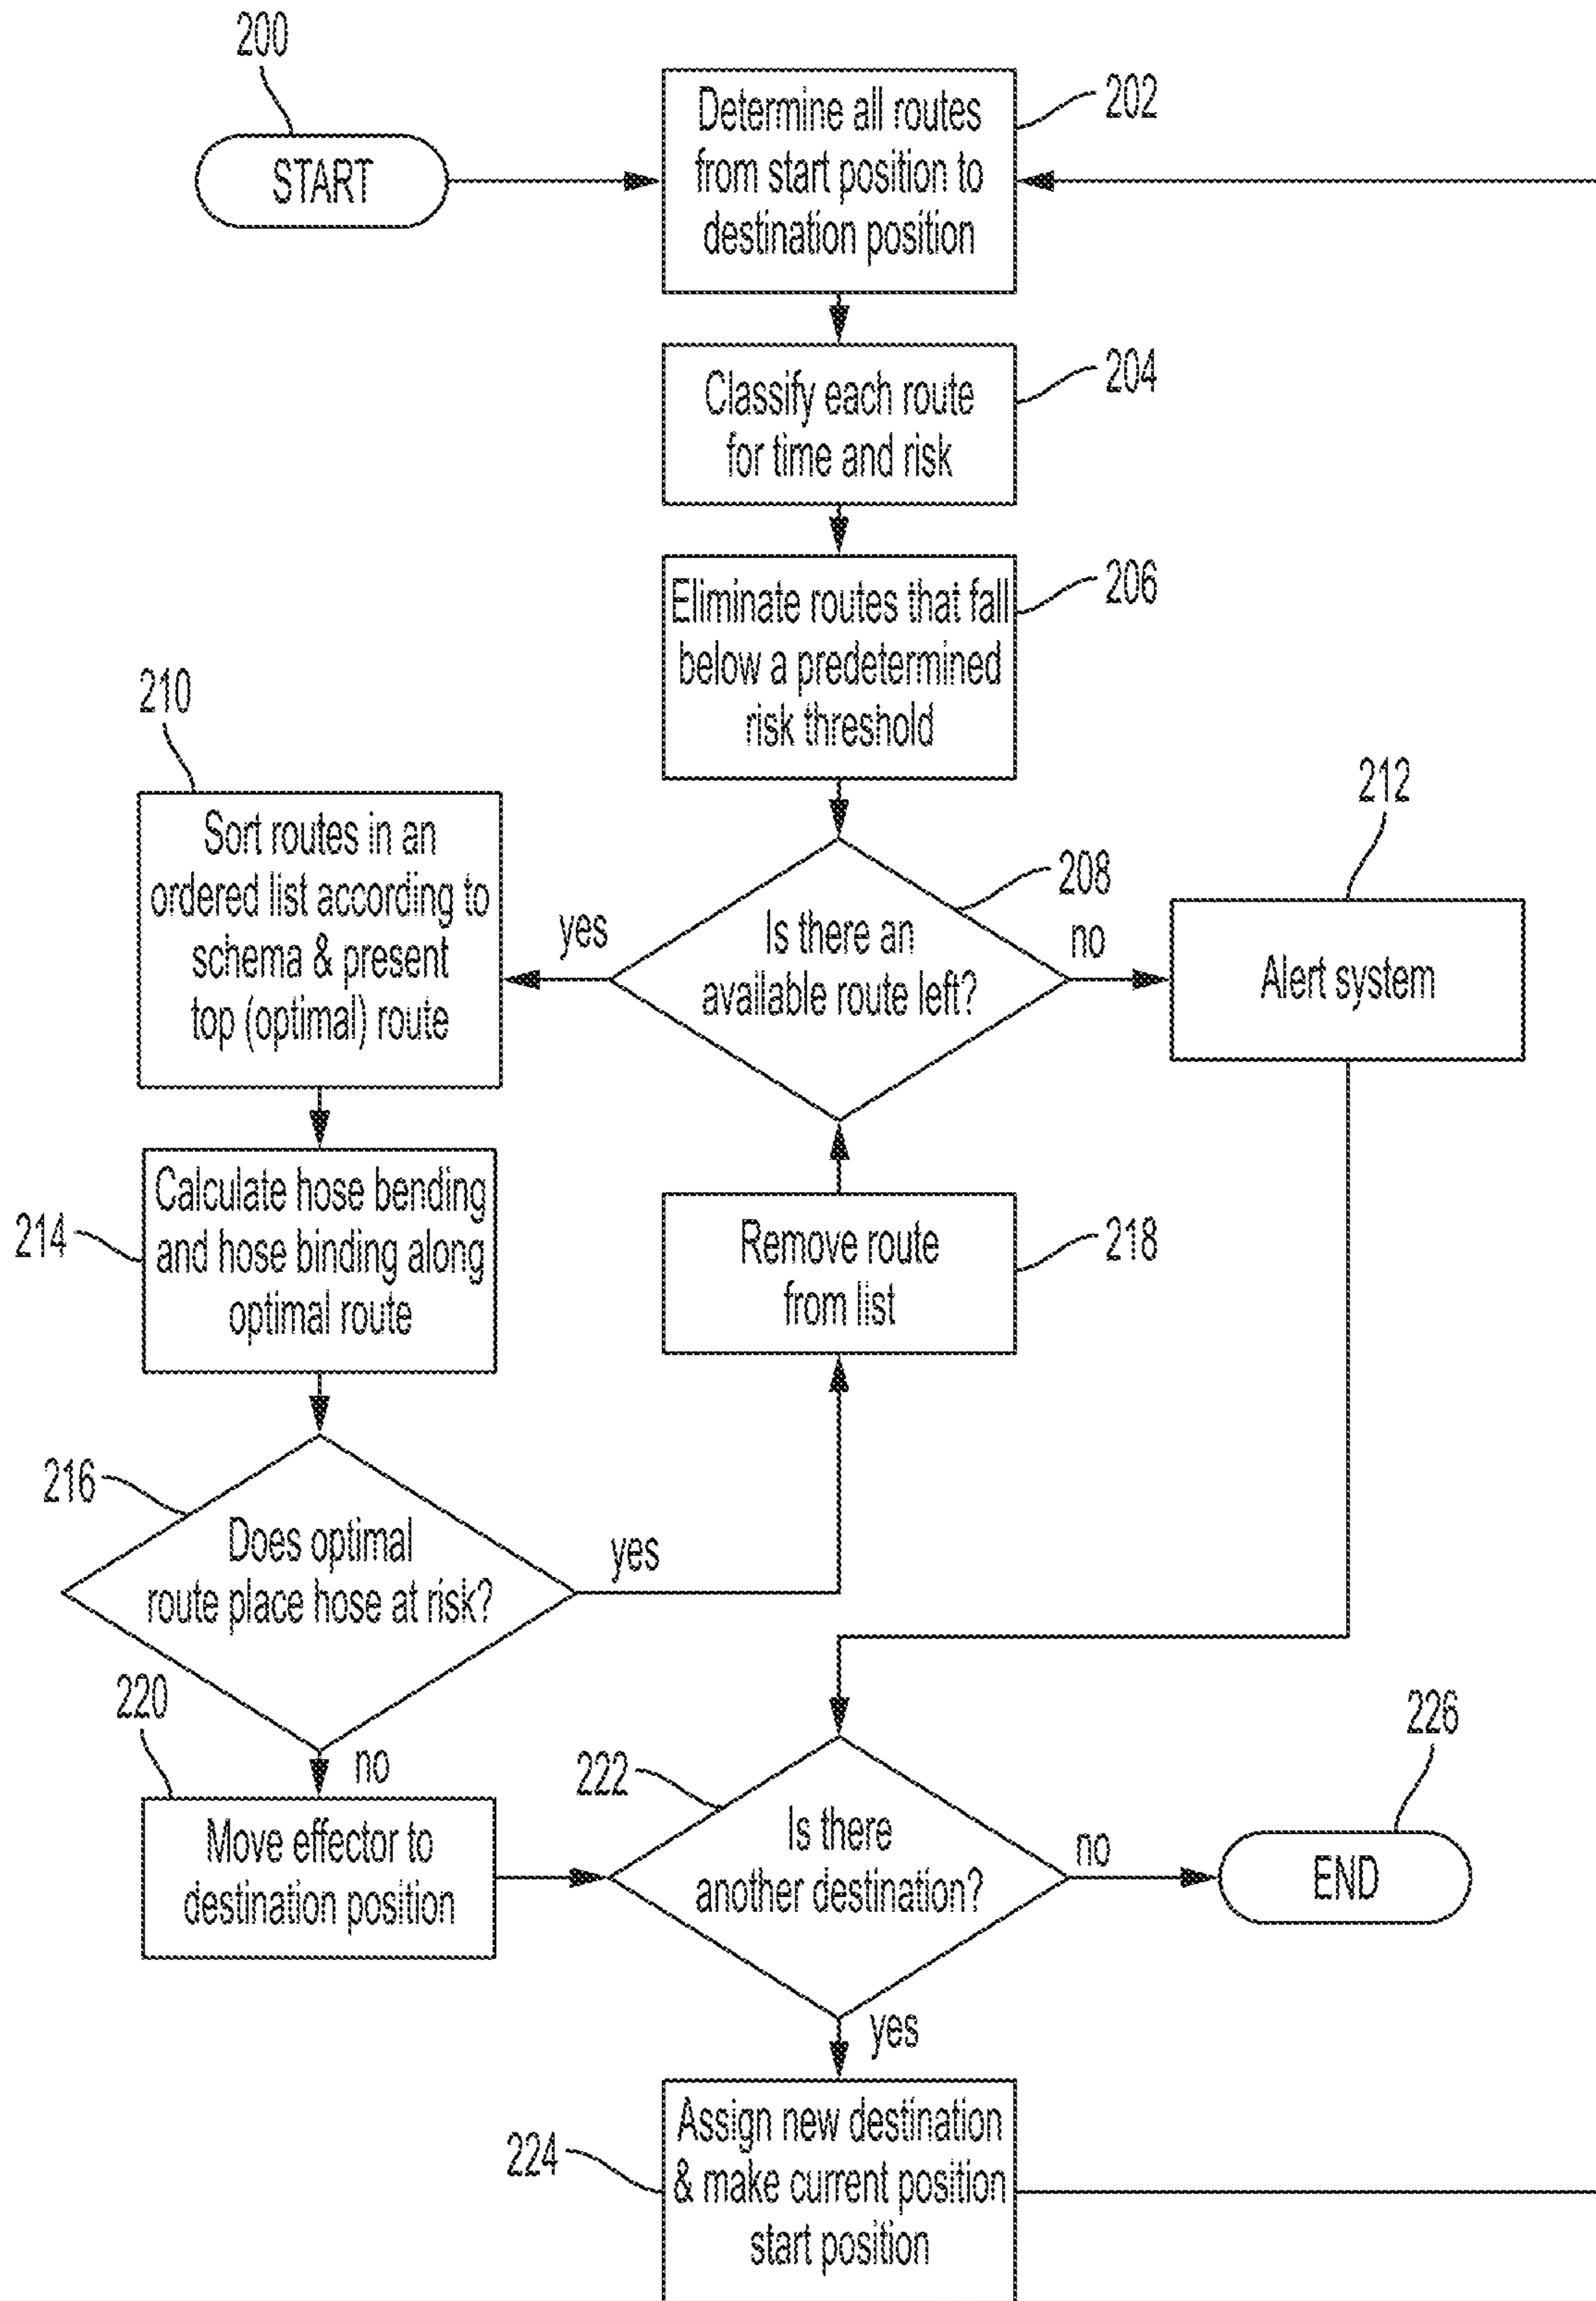 200
START
Determine all routes
from start position to
destination position
202
Classify each route
for time and risk
204
Eliminate routes that fall
below a predetermined
risk threshold
206
210
Sort routes in an
ordered list according to
schema & present
top (optimal) route
yes
Is there an
available route left?
208
no
212
Alert system
214
Calculate hose bending
and hose binding along
optimal route
Remove route
from list
218
216
Does optimal
route place hose at risk?
yes
no
220
Move effector to
destination position
222
Is there
another destination?
no
226
END
yes
224
Assign new destination
& make current position
start position